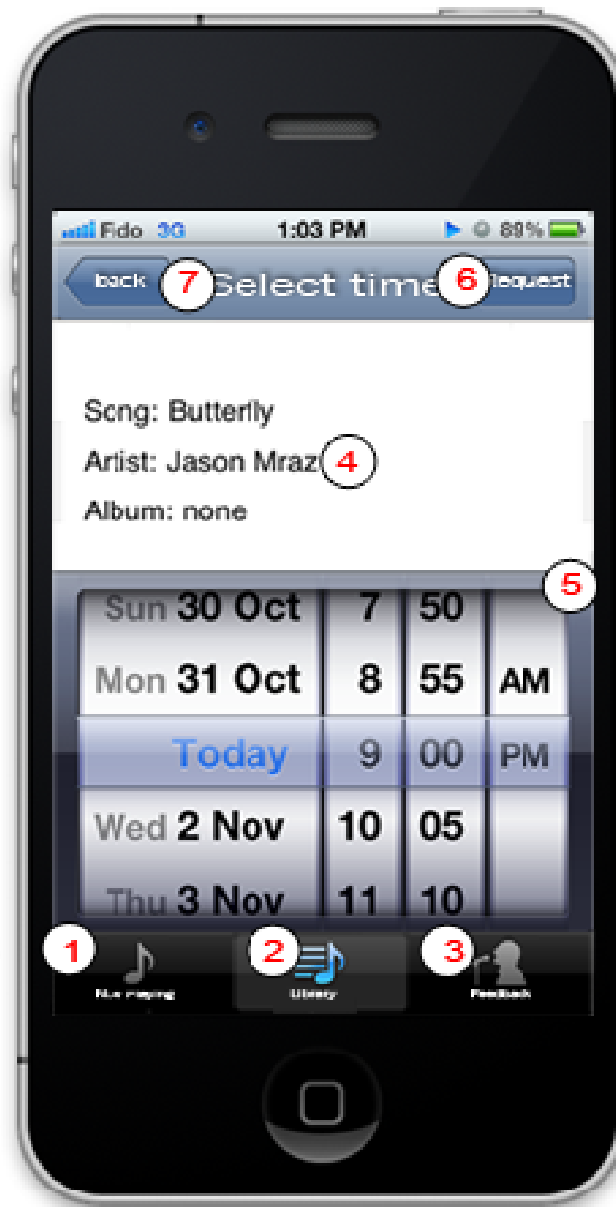 Fido 3G 1:03 PM 89%
back 7 Select time 6 Request
Song: Butterfly
Artist: Jason Mraz 4
Album: none
5
Sun 30 Oct 7 50
Mon 31 Oct 8 55 AM
Today 9 00 PM
Wed 2 Nov 10 05
Thu 3 Nov 11 10
1 2 3
Now Playing Library Feedback